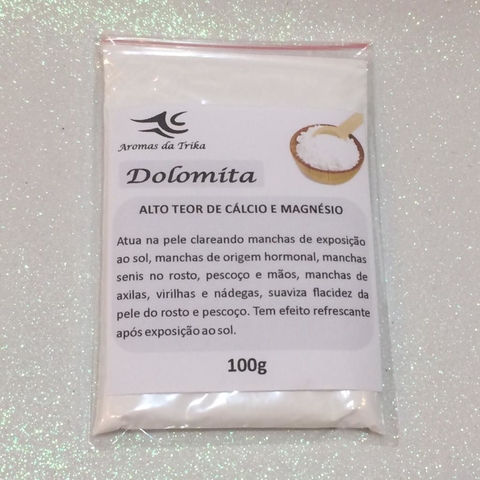 Aromas da Trika
Dolomita
ALTO TEOR DE CÁLCIO E MAGNÉSIO
Atua na pele clareando manchas de exposição
ao sol, manchas de origem hormonal, manchas
senis no rosto, pescoço e mãos, manchas de
axilas, virilhas e nádegas, suaviza flacidez da
pele do rosto e pescoço. Tem efeito refrescante
após exposição ao sol.
100g